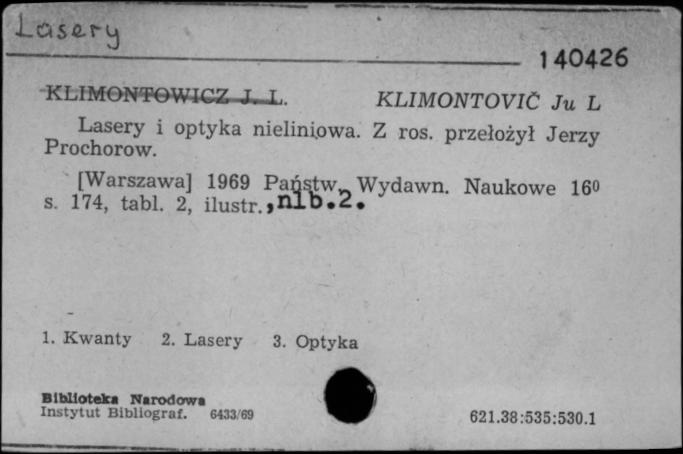 Lasery
140426
KLIMONTOWICZ J. L. KLIMONTOVIČ Ju L
Lasery i optyka nieliniowa. Z ros. przełożył Jerzy
Prochorow.
[Warszawa] 1969 Państw. Wydawn. Naukowe 16⁰
s. 174, tabl. 2, ilustr., nlb. 2.
1. Kwanty 2. Lasery 3. Optyka
Biblioteka Narodowa
Instytut Bibliograf. 6433/69
621.38:535:530.1